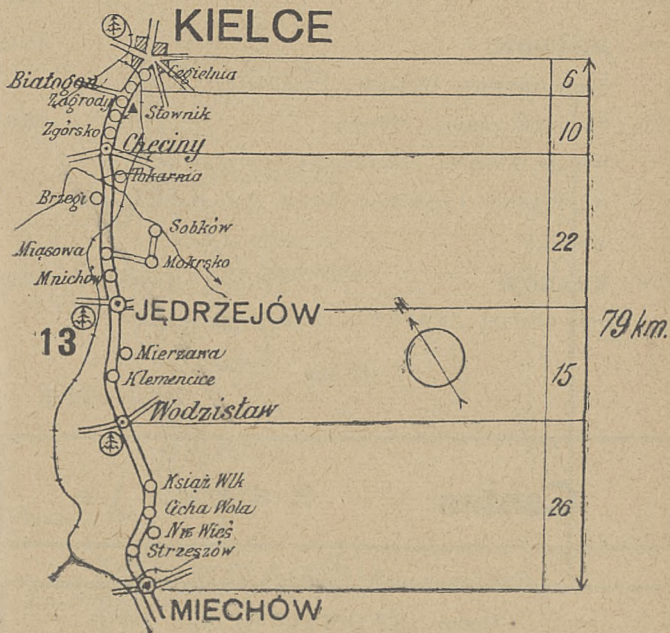 KIELCE
Cegielnia
6
Białogon
Zagrody
Słownik
10
Zgórsko
Chęciny
Tokarnia
Brzegi
Sobków
22
Miąsowa
Mokrsko
Mnichów
JĘDRZEJÓW
79 km.
13
Mierzawa
15
Klemencice
Wodzisław
Książ Wlk
26
Cicha Wola
Nw Wieś
Strzeszów
MIECHÓW